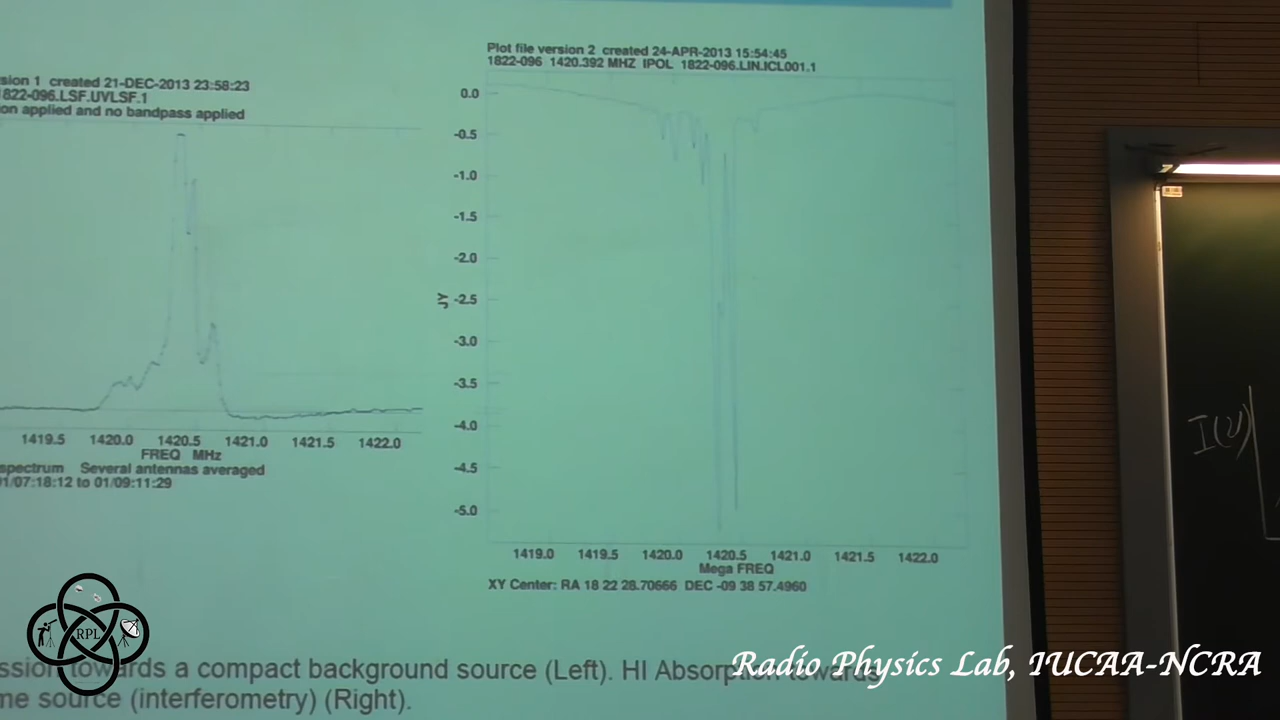 sion 1 created 21-DEC-2013 23:58:23
822-096.LSF.UVLSF.1
on applied and no bandpass applied
1419.5 1420.0 1420.5 1421.0 1421.5 1422.0
FREQ MHz
spectrum Several antennas averaged
01/07:18:12 to 01/09:11:29
Plot file version 2 created 24-APR-2013 15:54:45
1822-096 1420.392 MHZ IPOL 1822-096.LIN.ICL001.1
0.0
-0.5
-1.0
-1.5
-2.0
-2.5
JY
-3.0
-3.5
-4.0
-4.5
-5.0
1419.0 1419.5 1420.0 1420.5 1421.0 1421.5 1422.0
Mega FREQ
XY Center: RA 18 22 28.70666 DEC -09 38 57.4960
I(ν)
RPL
ssion towards a compact background source (Left). HI Absorption towards
me source (interferometry) (Right).
Radio Physics Lab, IUCAA-NCRA